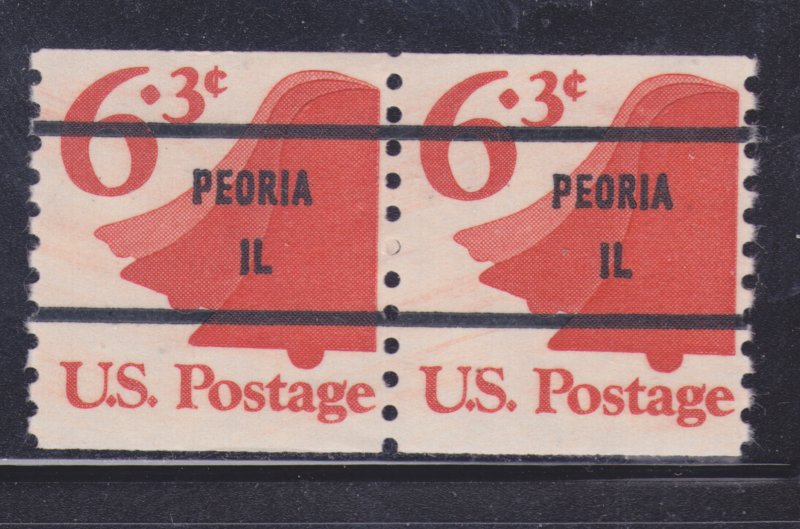 6.3¢ 6.3¢
PEORIA PEORIA
IL IL
U.S. Postage U.S. Postage